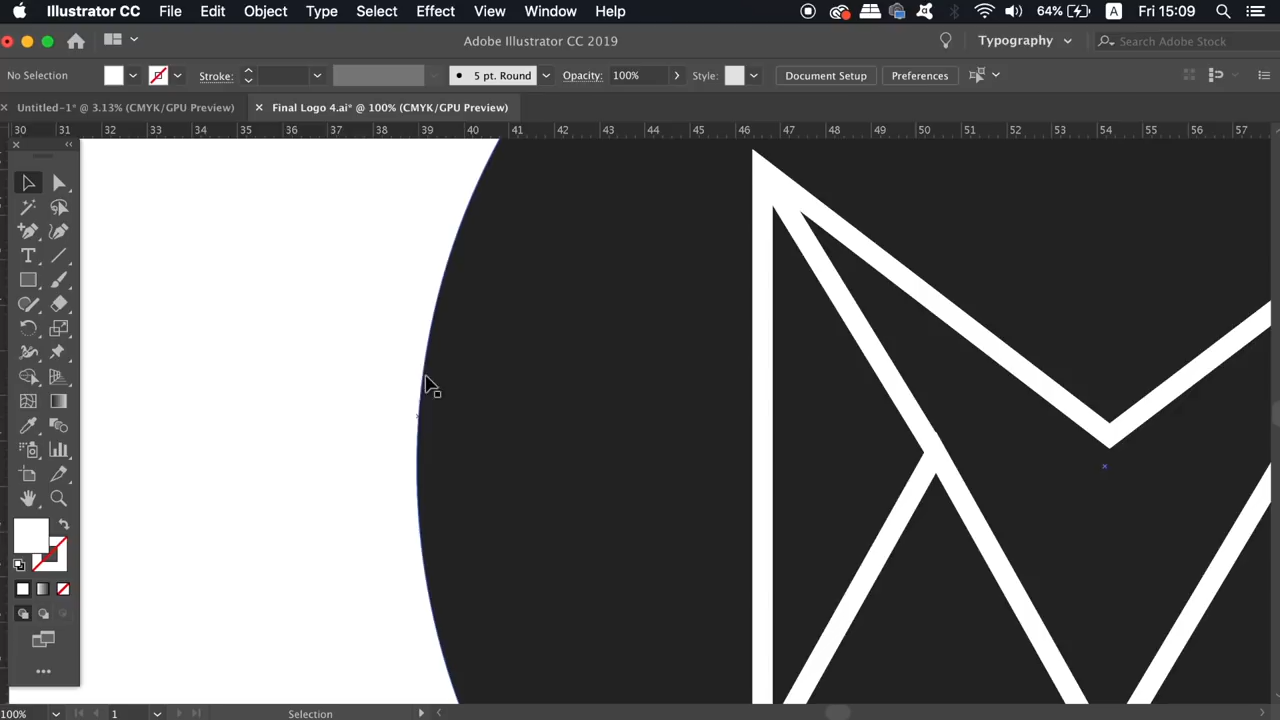 Illustrator CC File Edit Object Type Select Effect View Window Help 64% A Fri 15:09
Adobe Illustrator CC 2019 Typography Search Adobe Stock
No Selection Stroke: 5 pt. Round Opacity: 100% Style: Document Setup Preferences
Untitled-1* @ 3.13% (CMYK/GPU Preview) Final Logo 4.ai* @ 100% (CMYK/GPU Preview)
30 31 32 33 34 35 36 37 38 39 40 41 42 43 44 45 46 47 48 49 50 51 52 53 54 55 56 57
100% 1 Selection